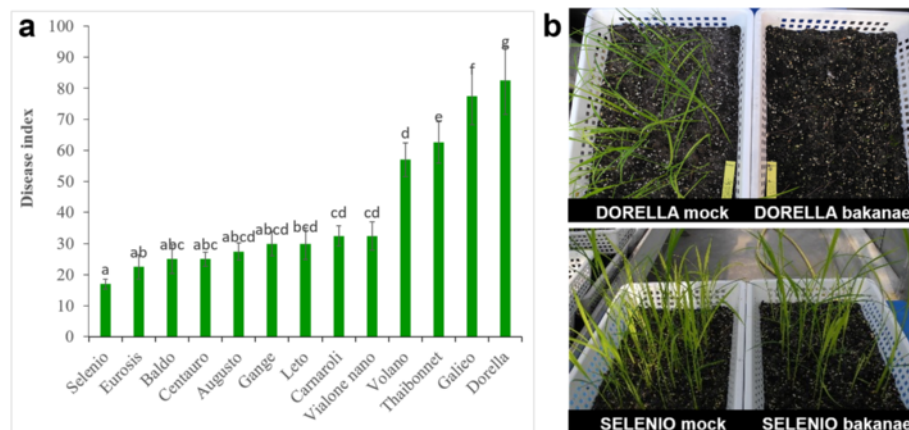 a
b
Disease index
100
90
80
70
60
50
40
30
20
10
0
a
ab
abc
abc
abcd
abcd
bcd
cd
cd
d
e
f
g
Selenio
Eurosis
Baldo
Centauro
Augusto
Gange
Leto
Carnaroli
Vialone nano
Volano
Thaibonnet
Galieo
Dorella
DORELLA mock
DORELLA bakanae
SELENIO mock
SELENIO bakanae